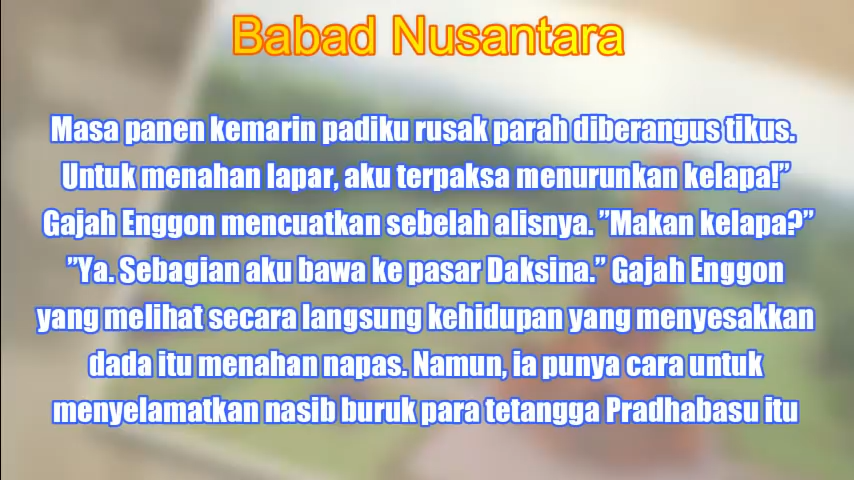 Babad Nusantara
Masa panen kemarin padiku rusak parah diberangus tikus.
Untuk menahan lapar, aku terpaksa menurunkan kelapa!”
Gajah Enggon mencuatkan sebelah alisnya. ”Makan kelapa?”
”Ya. Sebagian aku bawa ke pasar Daksina.” Gajah Enggon
yang melihat secara langsung kehidupan yang menyesakkan
dada itu menahan napas. Namun, ia punya cara untuk
menyelamatkan nasib buruk para tetangga Pradhabasu itu